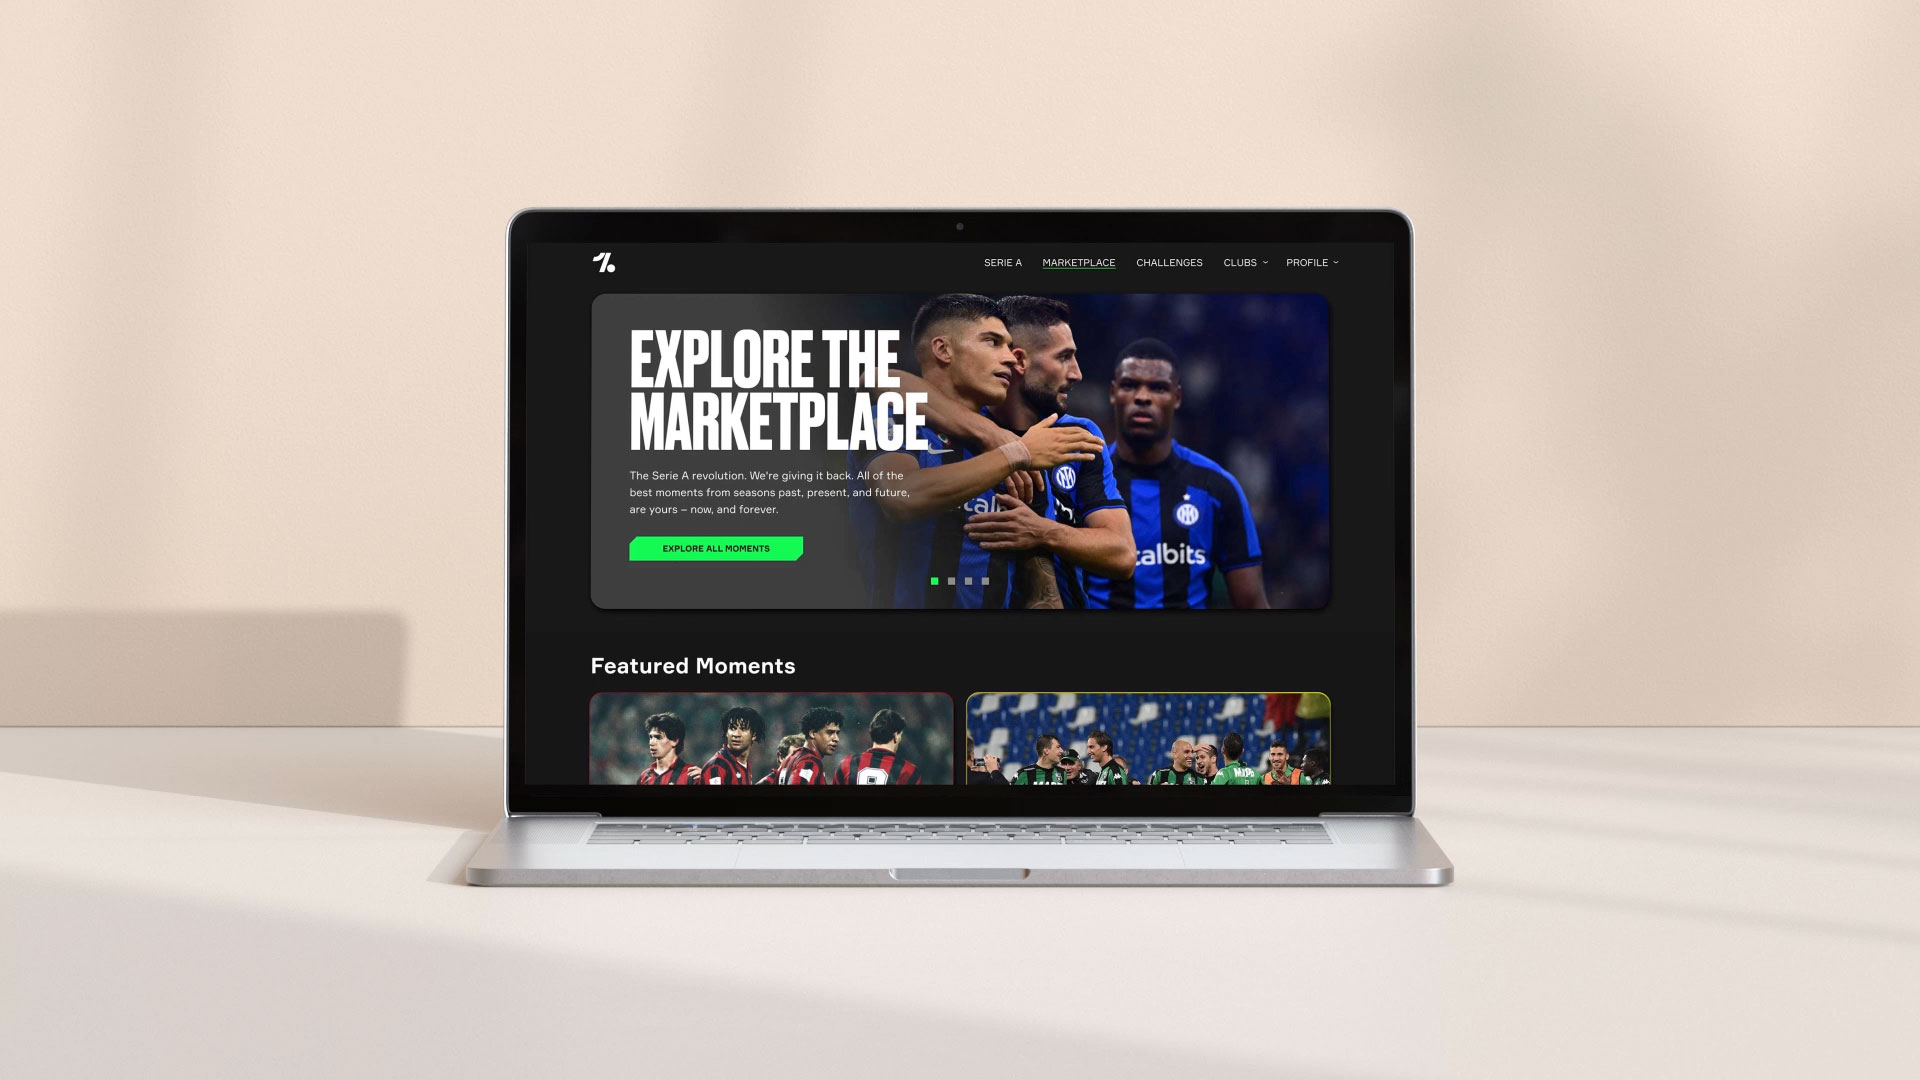 SERIE A MARKETPLACE CHALLENGES CLUBS PROFILE
EXPLORE THE
MARKETPLACE
The Serie A revolution. We're giving it back. All of the
best moments from seasons past, present, and future,
are yours – now, and forever.
EXPLORE ALL MOMENTS
talbits
Featured Moments